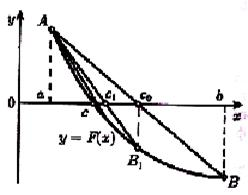 y
A
0 a c c₁ c₀ b x
y = F(x)
B₁
B